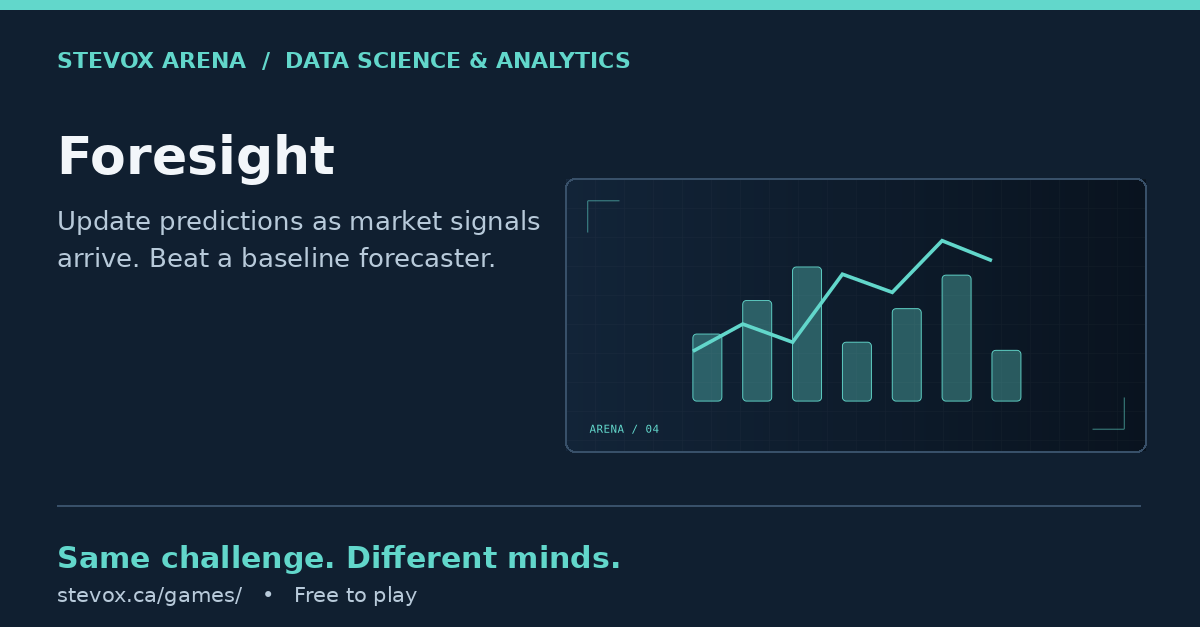 STEVOX ARENA / DATA SCIENCE & ANALYTICS
Foresight
Update predictions as market signals
arrive. Beat a baseline forecaster.
ARENA / 04
Same challenge. Different minds.
stevox.ca/games/ • Free to play